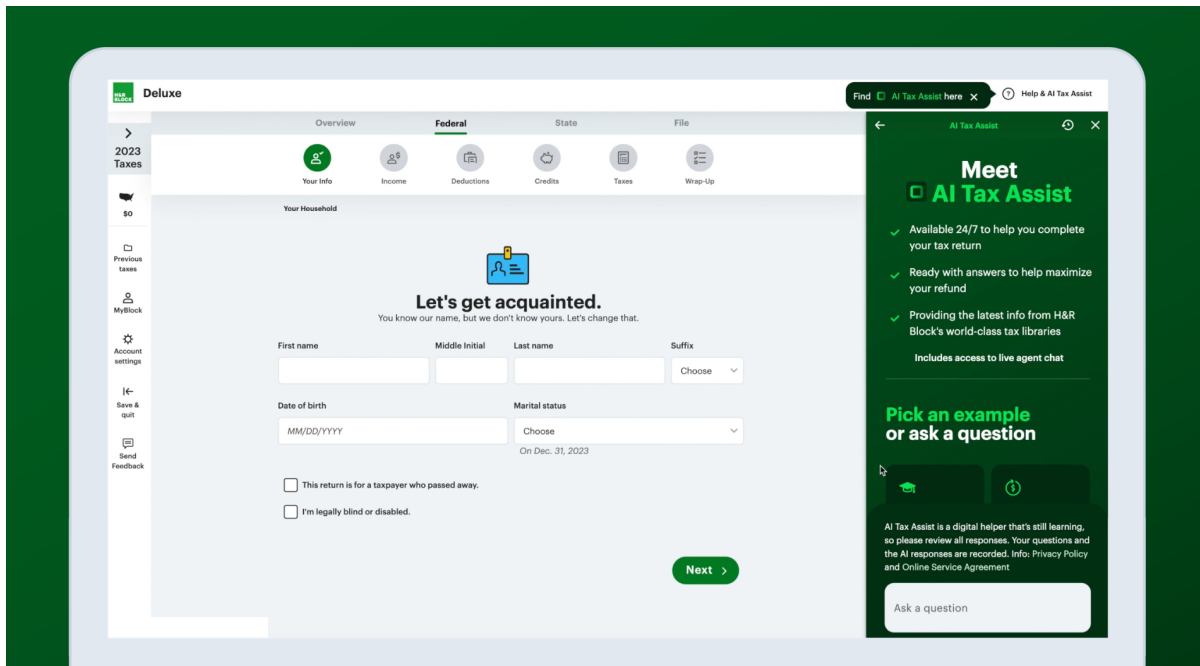 H&R
BLOCK
Deluxe
Find AI Tax Assist here
Help & AI Tax Assist
2023
Taxes
$0
Previous
taxes
MyBlock
Account
settings
Save &
quit
Send
Feedback
Overview
Federal
State
File
Your Info
Income
Deductions
Credits
Taxes
Wrap-Up
Your Household
Let's get acquainted.
You know our name, but we don't know yours. Let's change that.
First name
Middle Initial
Last name
Suffix
Choose
Date of birth
Marital status
MM/DD/YYYY
Choose
On Dec. 31, 2023
This return is for a taxpayer who passed away.
I'm legally blind or disabled.
Next
AI Tax Assist
Meet
AI Tax Assist
Available 24/7 to help you complete
your tax return
Ready with answers to help maximize
your refund
Providing the latest info from H&R
Block's world-class tax libraries
Includes access to live agent chat
Pick an example
or ask a question
AI Tax Assist is a digital helper that's still learning,
so please review all responses. Your questions and
the AI responses are recorded. Info: Privacy Policy
and Online Service Agreement
Ask a question